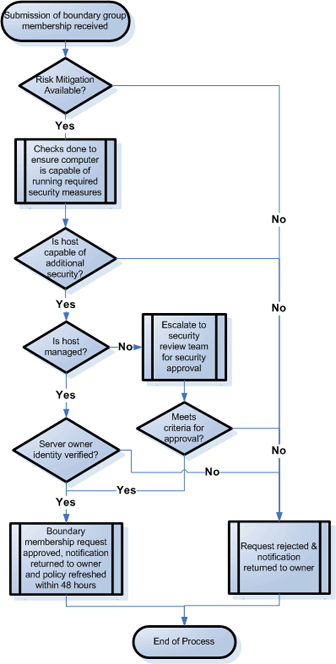 Submission of boundary group
membership received
Risk Mitigation
Available?
Yes
Checks done to
ensure computer
is capable of
running required
security measures
No
Is host
capable of
additional
security?
No
Yes
Is host
managed?
No
Escalate to
security
review team
for security
approval
Yes
Meets
criteria for
approval?
Server owner
identity verified?
No
No
Yes
Yes
Boundary
membership request
approved, notification
returned to owner
and policy refreshed
within 48 hours
Request rejected &
notification
returned to owner
End of Process